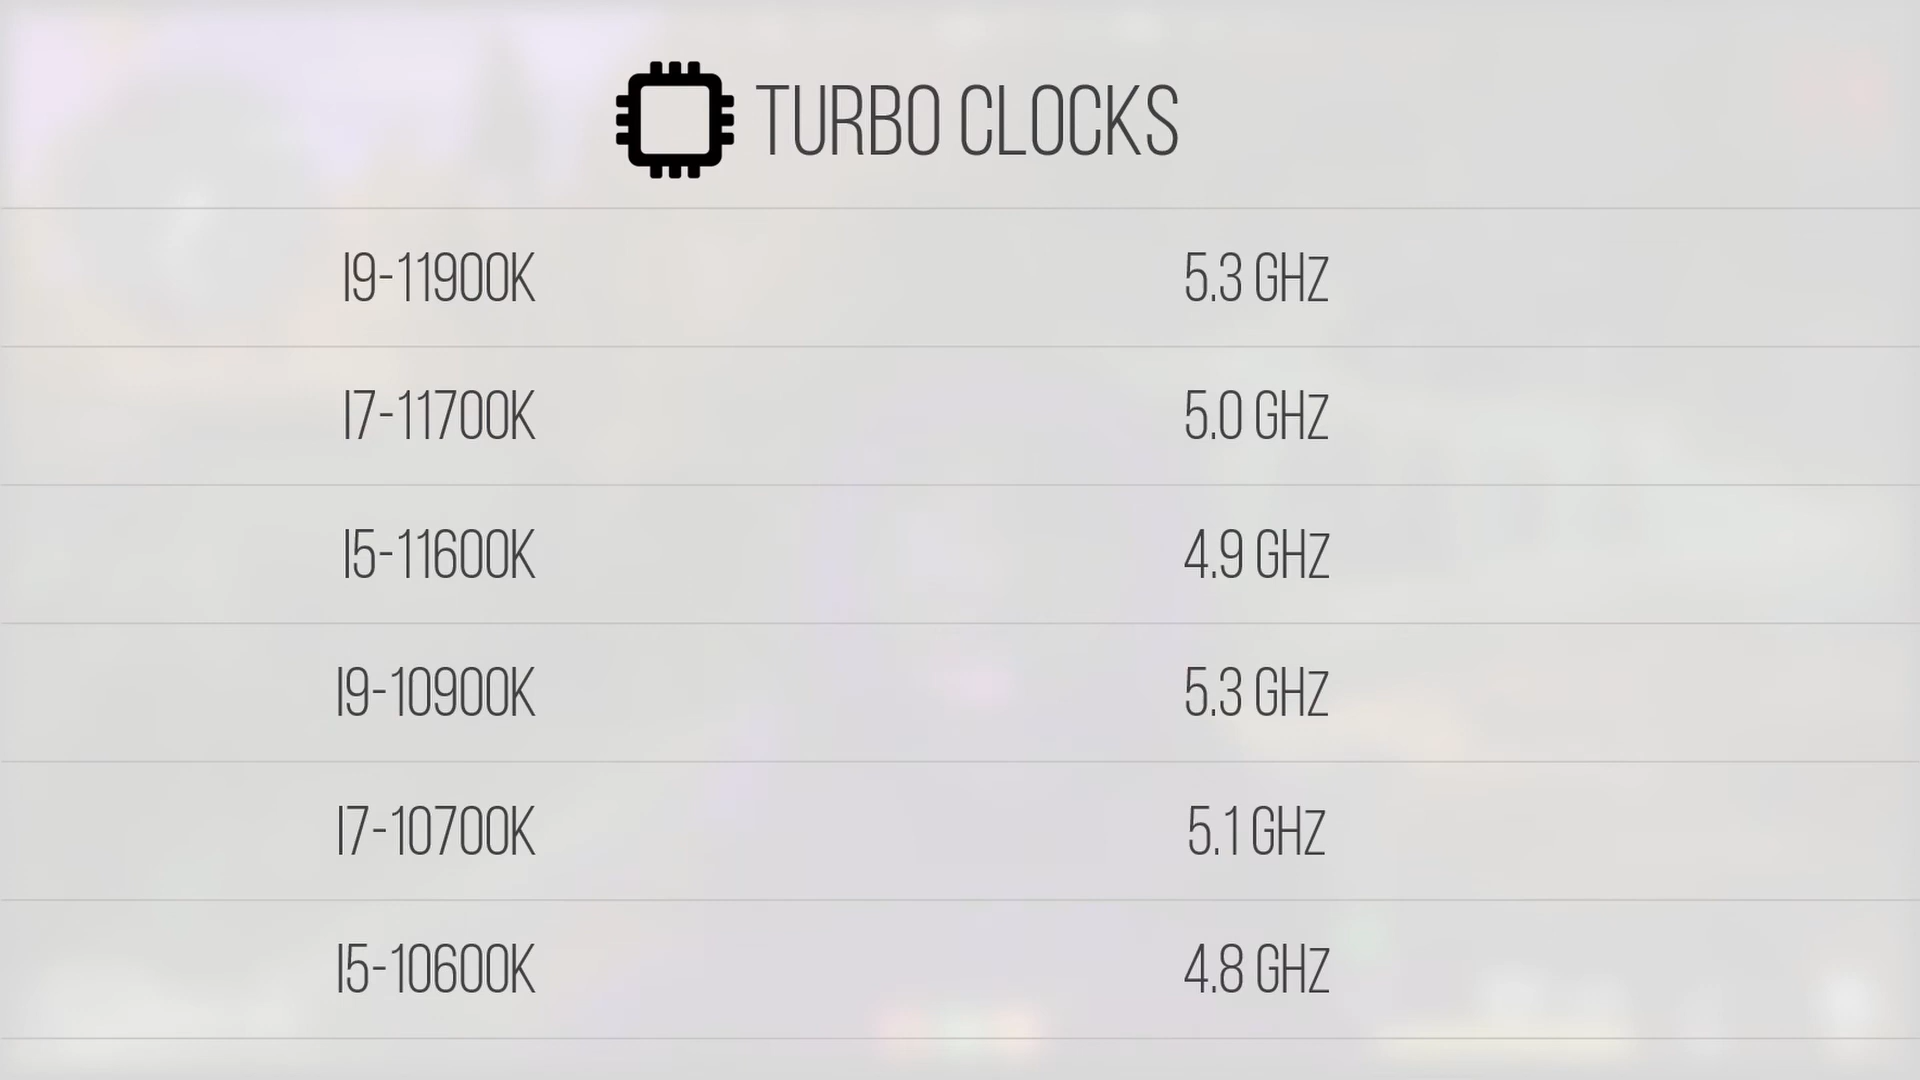 TURBO CLOCKS
I9-11900K 5.3 GHZ
I7-11700K 5.0 GHZ
I5-11600K 4.9 GHZ
I9-10900K 5.3 GHZ
I7-10700K 5.1 GHZ
I5-10600K 4.8 GHZ